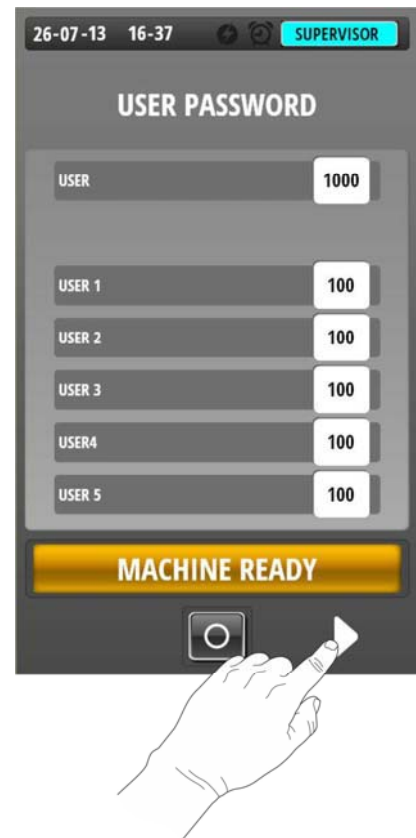 26-07-13 16-37 SUPERVISOR
USER PASSWORD
USER 1000
USER 1 100
USER 2 100
USER 3 100
USER4 100
USER 5 100
MACHINE READY